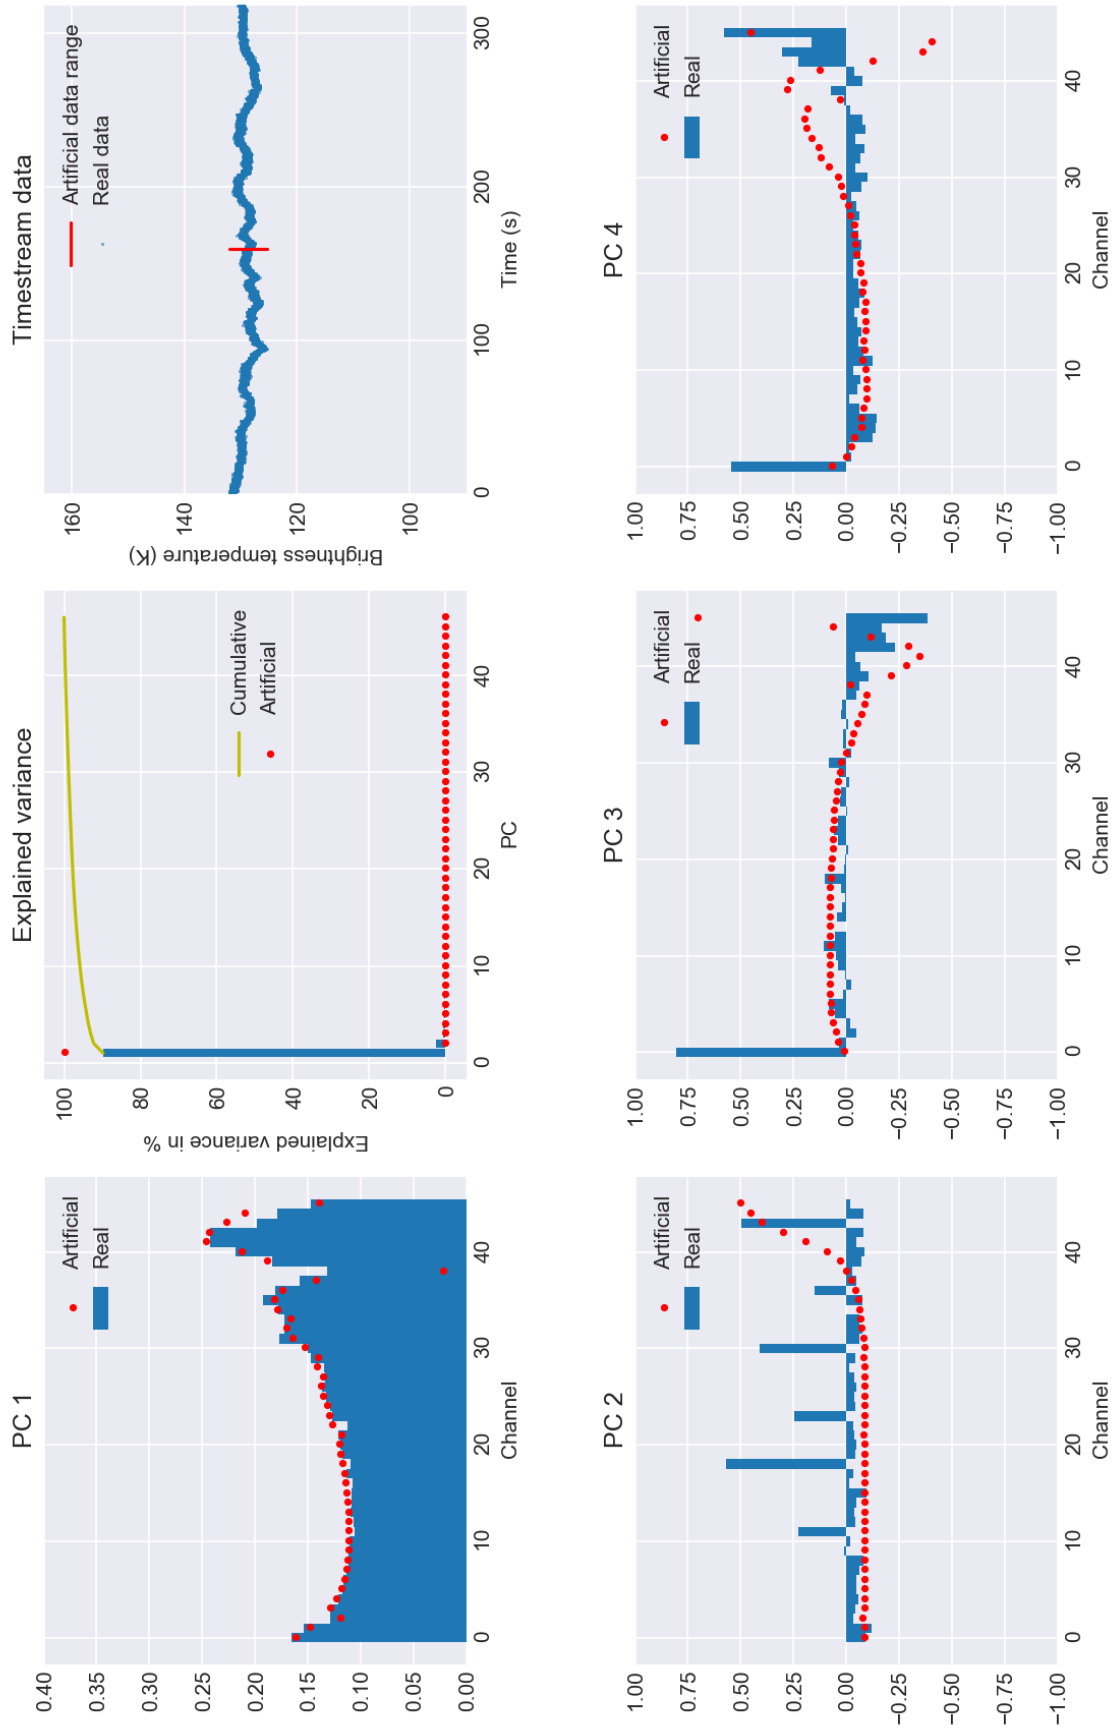 PC 1
0.40
0.35
0.30
0.25
0.20
0.15
0.10
0.05
0.00
Artificial
Real
0
10
20
30
40
Channel
Explained variance
Explained variance in %
100
80
60
40
20
0
Cumulative
Artificial
0
10
20
30
40
PC
Timestream data
Brightness temperature (K)
160
140
120
100
Artificial data range
Real data
0
100
200
300
Time (s)
PC 2
1.00
0.75
0.50
0.25
0.00
−0.25
−0.50
−0.75
−1.00
Artificial
Real
0
10
20
30
40
Channel
PC 3
1.00
0.75
0.50
0.25
0.00
−0.25
−0.50
−0.75
−1.00
Artificial
Real
0
10
20
30
40
Channel
PC 4
1.00
0.75
0.50
0.25
0.00
−0.25
−0.50
−0.75
−1.00
Artificial
Real
0
10
20
30
40
Channel